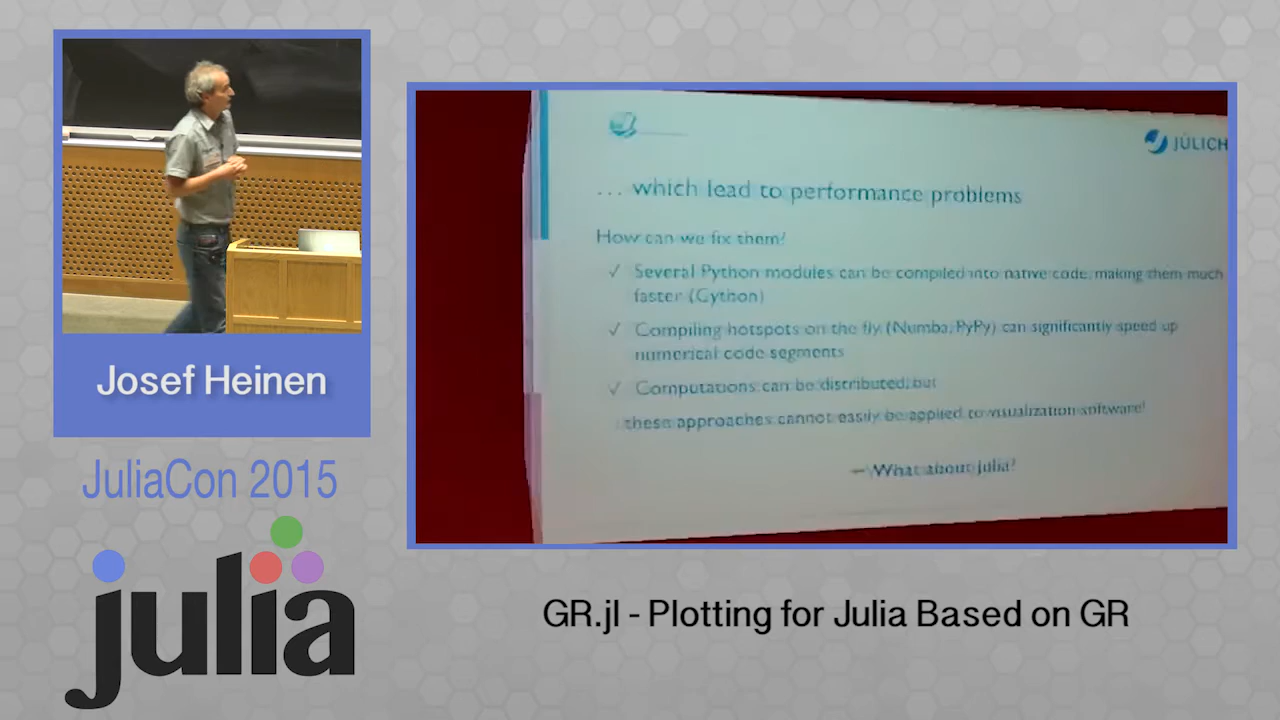 JÜLICH
... which lead to performance problems
How can we fix them?
✓ Several Python modules can be compiled into native code, making them much
faster (Cython)
✓ Compiling hotspots on the fly (Numba, PyPy) can significantly speed up
numerical code segments
✓ Computations can be distributed, but
these approaches cannot easily be applied to visualization software!
– What about Julia?
Josef Heinen
JuliaCon 2015
julia
GR.jl - Plotting for Julia Based on GR